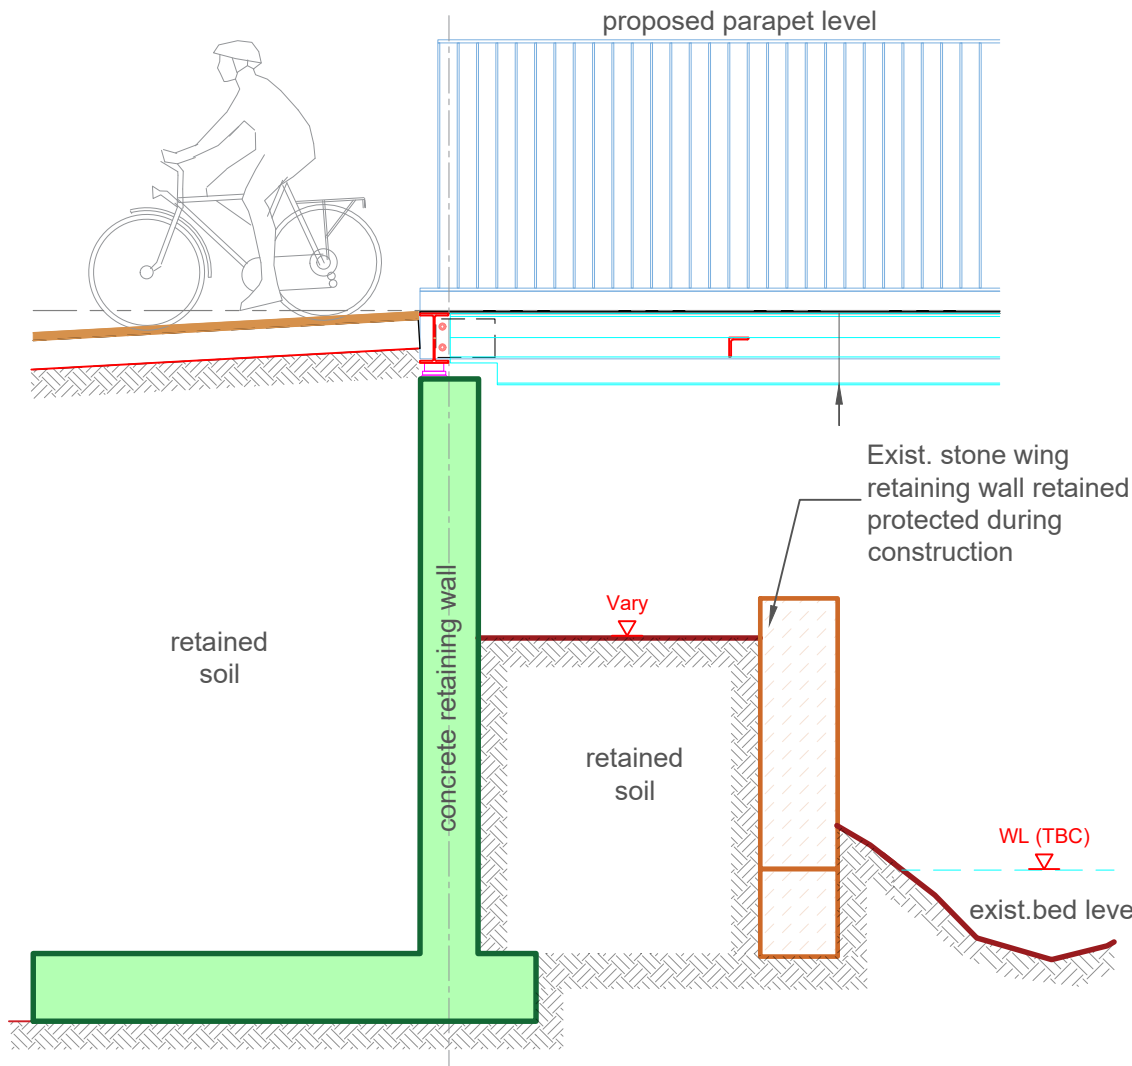 proposed parapet level
Exist. stone wing
retaining wall retained
protected during
construction
Vary
retained
soil
concrete retaining wall
retained
soil
WL (TBC)
exist.bed leve